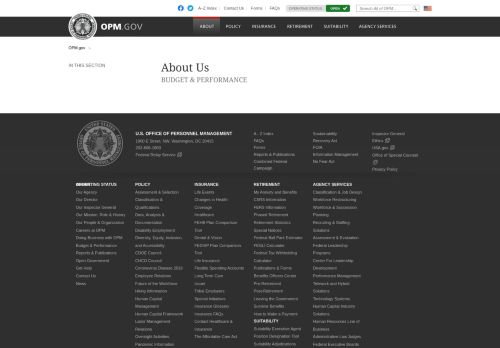 A-Z Index
Contact Us
Forms
FAQs
OPERATING STATUS
OPEN
Search All of OPM...
OPM.GOV
ABOUT
POLICY
INSURANCE
RETIREMENT
SUITABILITY
AGENCY SERVICES
OPM.gov
IN THIS SECTION
About Us
BUDGET & PERFORMANCE
U.S. OFFICE OF PERSONNEL MANAGEMENT
1900 E Street, NW, Washington, DC 20415
202-606-1800
Federal Relay Service
A - Z Index
FAQs
Forms
Reports & Publications
Combined Federal
Campaign
Sustainability
Recovery Act
FOIA
Information Management
No Fear Act
Inspector General
Ethics
USA.gov
Office of Special Counsel
Privacy Policy
OPERATING STATUS
Our Agency
Our Director
Our Inspector General
Our Mission, Role & History
Our People & Organization
Careers at OPM
Doing Business with OPM
Budget & Performance
Reports & Publications
Open Government
Get Help
Contact Us
News
POLICY
Assessment & Selection
Classification &
Qualifications
Data, Analysis &
Documentation
Disability Employment
Diversity, Equity, Inclusion,
and Accessibility
CDOC Council
CHCO Council
Coronavirus Disease 2019
Employee Relations
Future of the Workforce
Hiring Information
Human Capital
Management
Human Capital Framework
Labor Management
Relations
Oversight Activities
Pandemic Information
INSURANCE
Life Events
Changes in Health
Coverage
Healthcare
FEHB Plan Comparison
Tool
Dental & Vision
FEDVIP Plan Comparison
Tool
Life Insurance
Flexible Spending Accounts
Long Term Care
Insure
Tribal Employers
Special Initiatives
Insurance Glossary
Insurance FAQs
Contact Healthcare &
Insurance
The Affordable Care Act
RETIREMENT
My Annuity and Benefits
CSRS Information
FERS Information
Phased Retirement
Retirement Statistics
Special Notices
Federal Ballpark Estimator
FEGLI Calculator
Federal Tax Withholding
Calculator
Publications & Forms
Benefits Officers Center
Pre-Retirement
Post-Retirement
Leaving the Government
Survivor Benefits
How to Make a Payment
SUITABILITY
Suitability Executive Agent
Position Designation Tool
Suitability Adjudications
AGENCY SERVICES
Classification & Job Design
Workforce Restructuring
Workforce & Succession
Planning
Recruiting & Staffing
Solutions
Assessment & Evaluation
Federal Leadership
Programs
Center For Leadership
Development
Performance Management
Telework and Hybrid
Solutions
Technology Systems
Human Capital Industry
Solutions
Human Resources Line of
Business
Administrative Law Judges
Federal Executive Boards